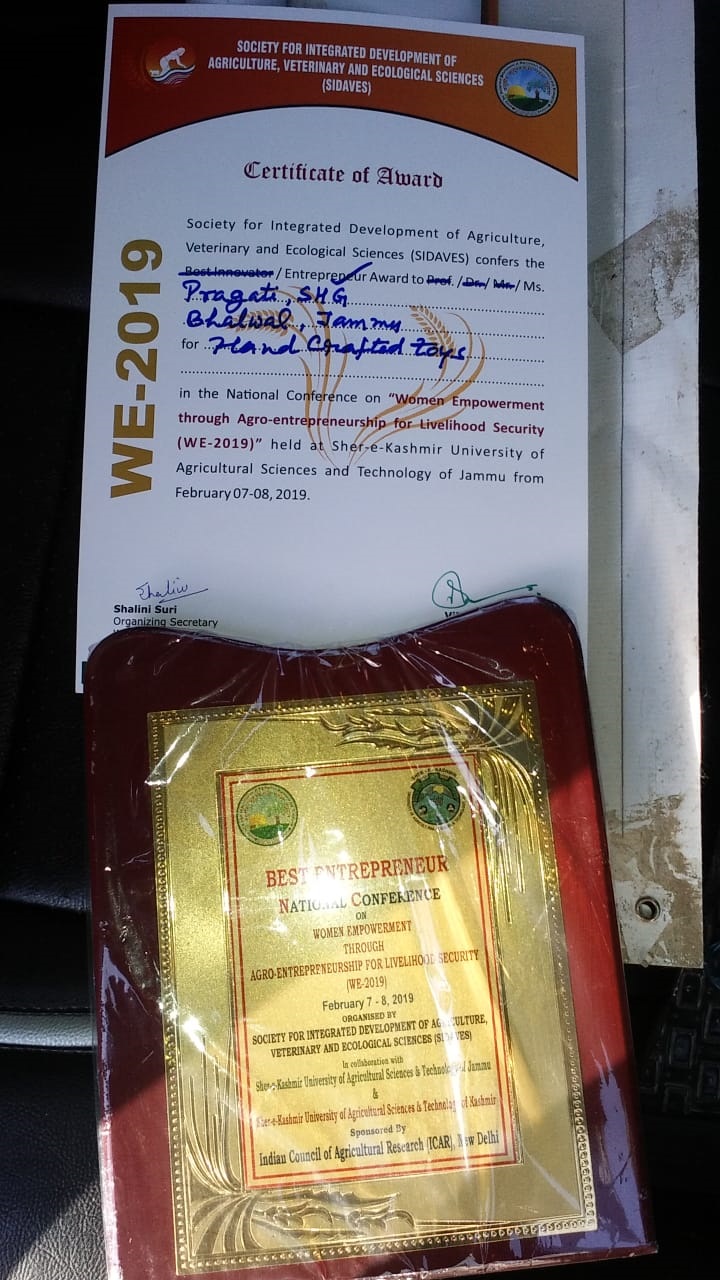 SOCIETY FOR INTEGRATED DEVELOPMENT OF
AGRICULTURE, VETERINARY AND ECOLOGICAL SCIENCES
(SIDAVES)
Certificate of Award
WE-2019
Society for Integrated Development of Agriculture,
Veterinary and Ecological Sciences (SIDAVES) confers the
Best Innovator / Entrepreneur Award to Prof. / Dr. / Mr. / Ms.
Pragati, SHG
Bhalwal, Jammu
for Hand Crafted toys
in the National Conference on "Women Empowerment
through Agro-entrepreneurship for Livelihood Security
(WE-2019)" held at Sher-e-Kashmir University of
Agricultural Sciences and Technology of Jammu from
February 07-08, 2019.
Shalini
Shalini Suri
Organizing Secretary
BEST ENTREPRENEUR
NATIONAL CONFERENCE
ON
WOMEN EMPOWERMENT
THROUGH
AGRO-ENTREPRENEURSHIP FOR LIVELIHOOD SECURITY
(WE-2019)
February 7 - 8, 2019
ORGANISED BY
SOCIETY FOR INTEGRATED DEVELOPMENT OF AGRICULTURE,
VETERINARY AND ECOLOGICAL SCIENCES (SIDAVES)
In collaboration with
Sher-e-Kashmir University of Agricultural Sciences & Technology of Jammu
&
Sher-e-Kashmir University of Agricultural Sciences & Technology of Kashmir
Sponsored By
Indian Council of Agricultural Research (ICAR), New Delhi